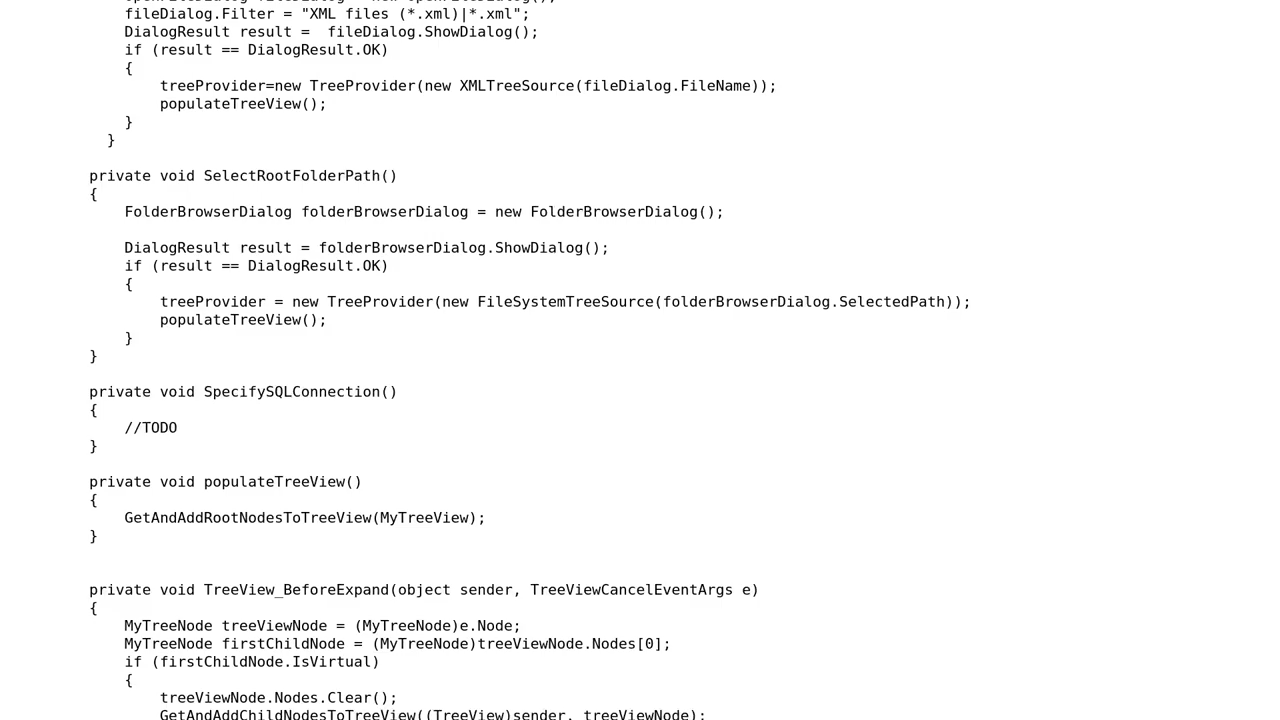 fileDialog.Filter = "XML files (*.xml)|*.xml";
DialogResult result =  fileDialog.ShowDialog();
if (result == DialogResult.OK)
{
treeProvider=new TreeProvider(new XMLTreeSource(fileDialog.FileName));
populateTreeView();
}
}
private void SelectRootFolderPath()
{
FolderBrowserDialog folderBrowserDialog = new FolderBrowserDialog();
DialogResult result = folderBrowserDialog.ShowDialog();
if (result == DialogResult.OK)
{
treeProvider = new TreeProvider(new FileSystemTreeSource(folderBrowserDialog.SelectedPath));
populateTreeView();
}
}
private void SpecifySQLConnection()
{
//TODO
}
private void populateTreeView()
{
GetAndAddRootNodesToTreeView(MyTreeView);
}
private void TreeView_BeforeExpand(object sender, TreeViewCancelEventArgs e)
{
MyTreeNode treeViewNode = (MyTreeNode)e.Node;
MyTreeNode firstChildNode = (MyTreeNode)treeViewNode.Nodes[0];
if (firstChildNode.IsVirtual)
{
treeViewNode.Nodes.Clear();
GetAndAddChildNodesToTreeView((TreeView)sender, treeViewNode);